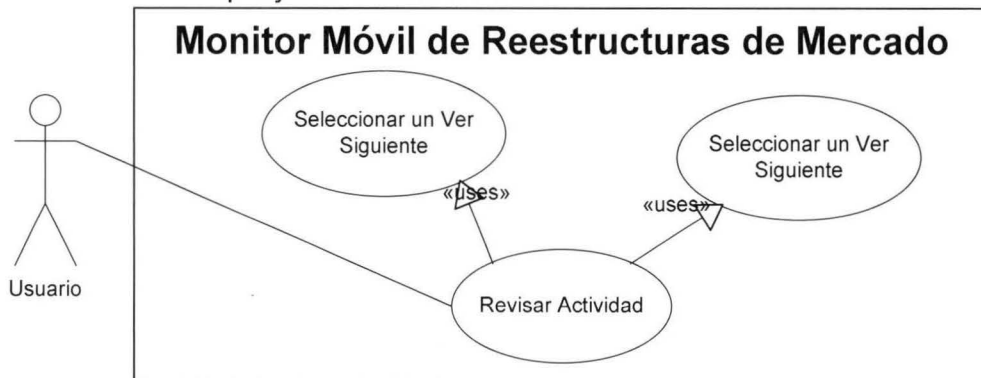 Monitor Móvil de Reestructuras de Mercado
Seleccionar un Ver
Siguiente
Seleccionar un Ver
Siguiente
«uses»
«uses»
Revisar Actividad
Usuario